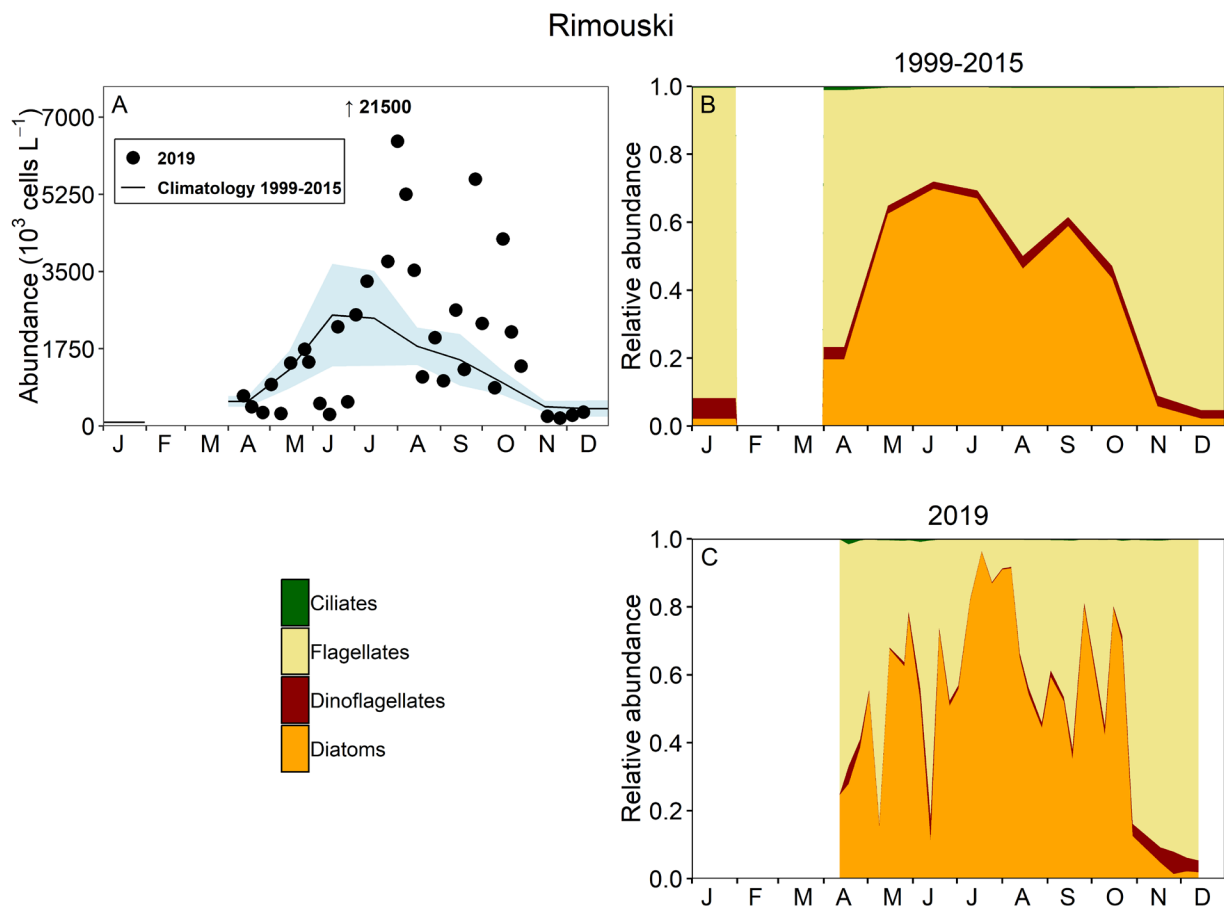 Rimouski
A
↑ 21500
Abundance (10³ cells L⁻¹)
7000
5250
3500
1750
0
2019
Climatology 1999-2015
J F M A M J J A S O N D
1999-2015
B
Relative abundance
1.0
0.8
0.6
0.4
0.2
0.0
J F M A M J J A S O N D
2019
C
Relative abundance
1.0
0.8
0.6
0.4
0.2
0.0
J F M A M J J A S O N D
Ciliates
Flagellates
Dinoflagellates
Diatoms